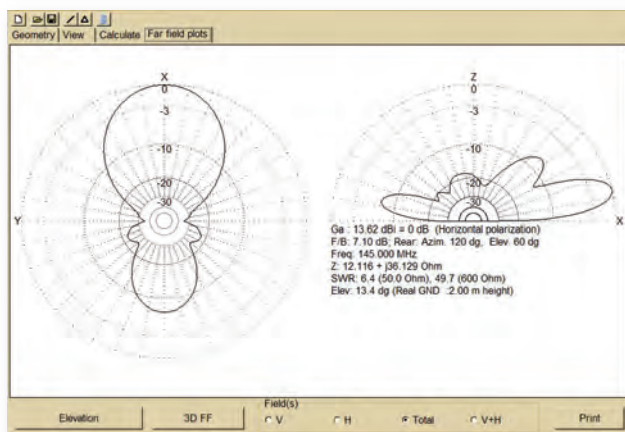 Geometry View Calculate Far field plots
X
0
-3
-10
-20
-30
Y
Z
0
-3
-10
-20
-30
X
Ga : 13.62 dBi = 0 dB (Horizontal polarization)
F/B: 7.10 dB; Rear: Azim. 120 dg, Elev 60 dg
Freq: 145.000 MHz
Z: 12.116 + j36.129 Ohm
SWR: 6.4 (50.0 Ohm), 49.7 (600 Ohm)
Elev: 13.4 dg (Real GND :2.00 m height)
Field(s)
Elevation 3D FF V H Total V+H Print